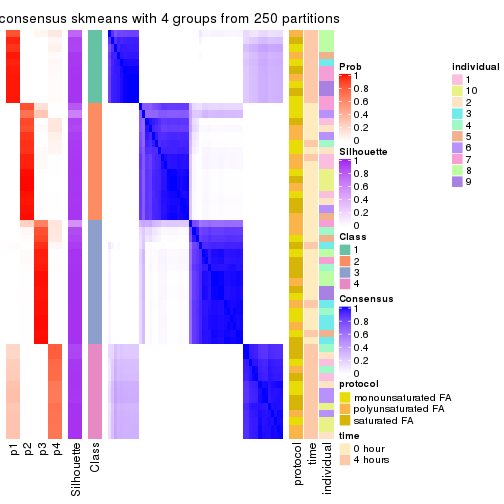 consensus skmeans with 4 groups from 250 partitions
Prob
1
0.8
0.6
0.4
0.2
0
Silhouette
1
0.8
0.6
0.4
0.2
0
Class
1
2
3
4
Consensus
1
0.8
0.6
0.4
0.2
0
protocol
monounsaturated FA
polyunsaturated FA
saturated FA
time
0 hour
4 hours
individual
1
10
2
3
4
5
6
7
8
9
p1
p2
p3
p4
Silhouette
Class
protocol
time
individual